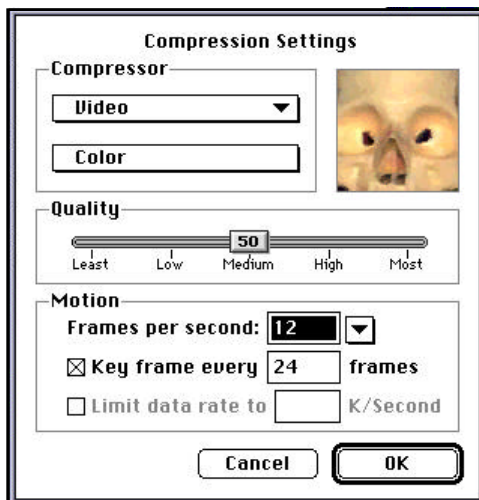 Compression Settings
Compressor
Video
Color
Quality
50
Least Low Medium High Most
Motion
Frames per second: 12
Key frame every 24 frames
Limit data rate to K/Second
Cancel OK